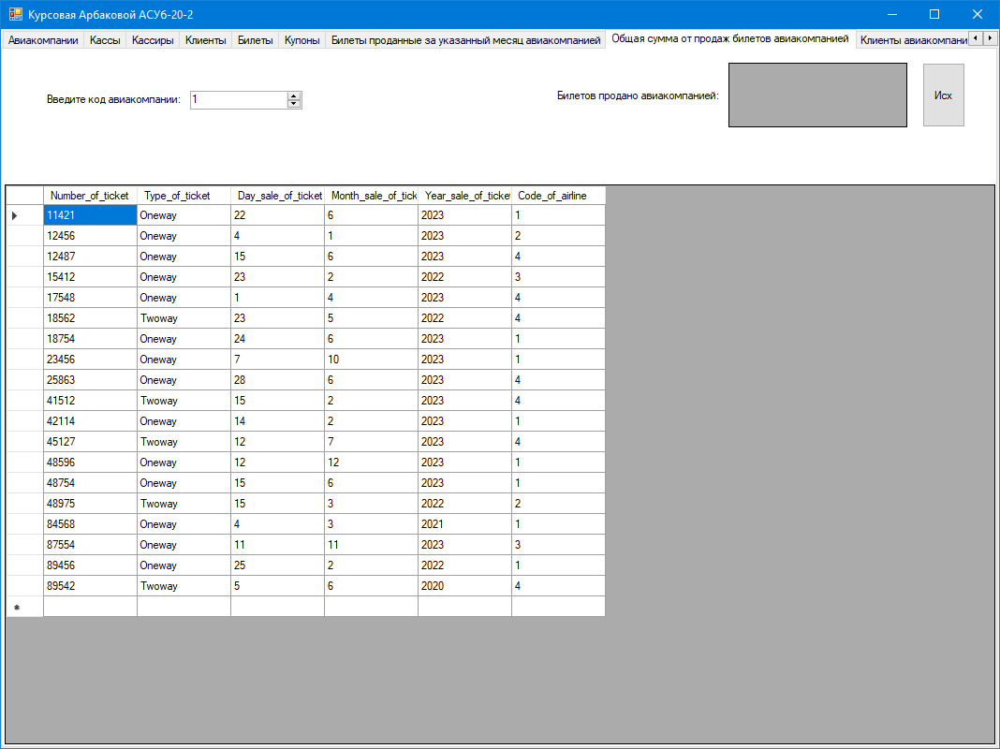 Курсовая Арбаковой АСУб-20-2
Авиакомпании Кассы Кассиры Клиенты Билеты Купоны Билеты проданные за указанный месяц авиакомпанией Общая сумма от продаж билетов авиакомпанией Клиенты авиакомпани
Введите код авиакомпании: 1 Билетов продано авиакомпанией: Исх
Number_of_ticket Type_of_ticket Day_sale_of_ticket Month_sale_of_tick Year_sale_of_ticket Code_of_airline
11421 Oneway 22 6 2023 1
12456 Oneway 4 1 2023 2
12487 Oneway 15 6 2023 4
15412 Oneway 23 2 2022 3
17548 Oneway 1 4 2023 4
18562 Twoway 23 5 2022 4
18754 Oneway 24 6 2023 1
23456 Oneway 7 10 2023 1
25863 Oneway 28 6 2023 4
41512 Twoway 15 2 2023 4
42114 Oneway 14 2 2023 1
45127 Twoway 12 7 2023 4
48596 Oneway 12 12 2023 1
48754 Oneway 15 6 2023 1
48975 Twoway 15 3 2022 2
84568 Oneway 4 3 2021 1
87554 Oneway 11 11 2023 3
89456 Oneway 25 2 2022 1
89542 Twoway 5 6 2020 4